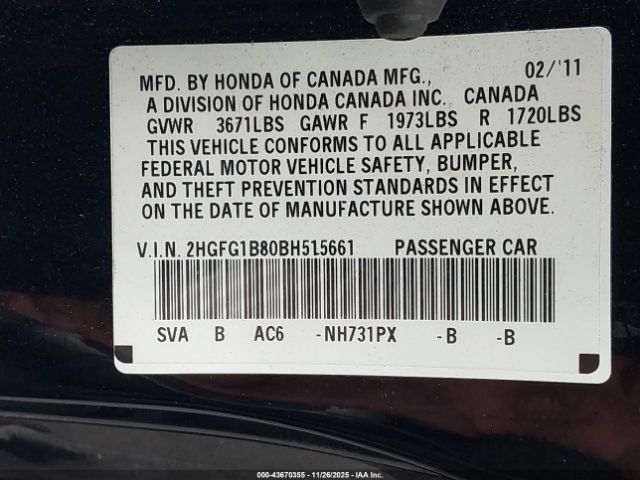 MFD. BY HONDA OF CANADA MFG., 02/'11
A DIVISION OF HONDA CANADA INC. CANADA
GVWR 3671LBS GAWR F 1973LBS R 1720LBS
THIS VEHICLE CONFORMS TO ALL APPLICABLE
FEDERAL MOTOR VEHICLE SAFETY, BUMPER,
AND THEFT PREVENTION STANDARDS IN EFFECT
ON THE DATE OF MANUFACTURE SHOWN ABOVE.
V.I.N. 2HGFG1B80BH515661 PASSENGER CAR
SVA B AC6 -NH731PX -B -B
000-43670355 - 11/26/2025 - IAA Inc.